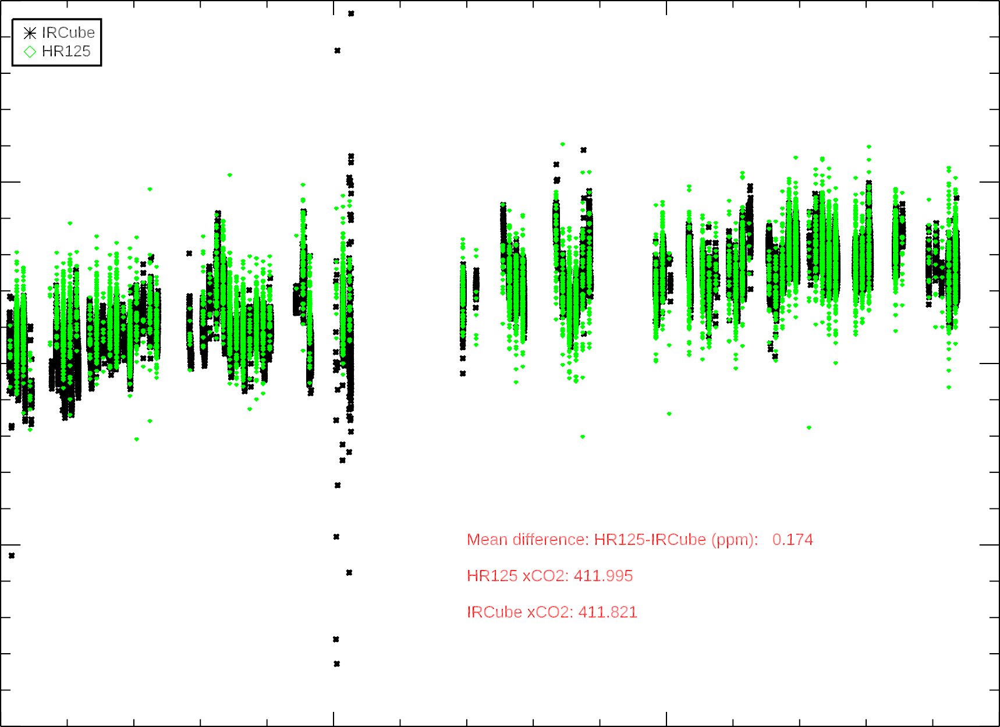 IRCube
HR125
Mean difference: HR125-IRCube (ppm): 0.174
HR125 xCO2: 411.995
IRCube xCO2: 411.821